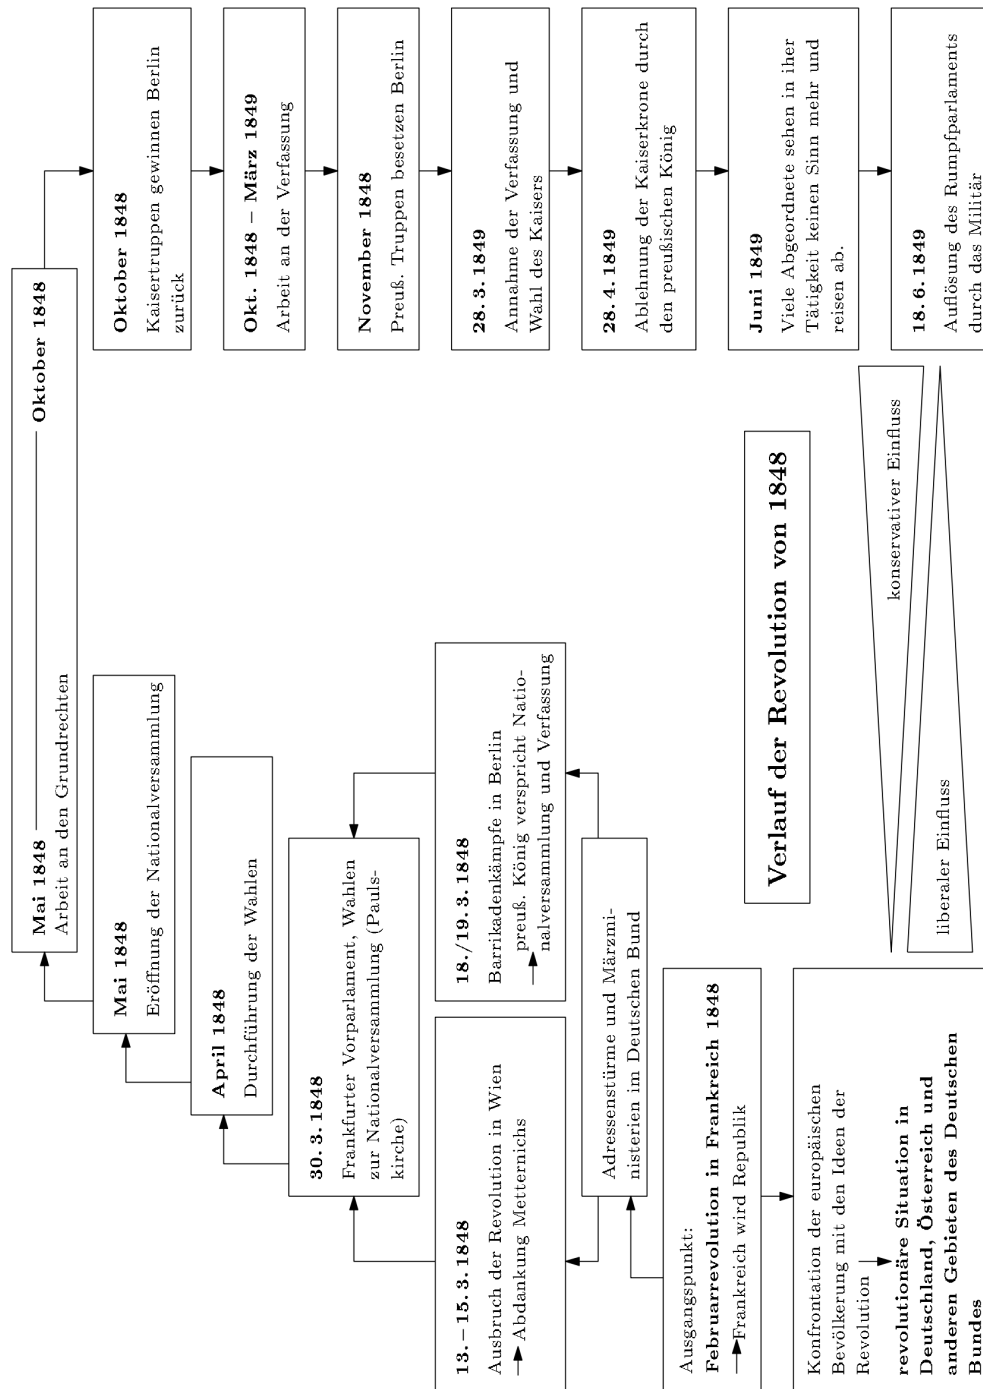 Ausgangspunkt:
Februarrevolution in Frankreich 1848
Frankreich wird Republik
Konfrontation der europäischen
Bevölkerung mit den Ideen der
Revolution
revolutionäre Situation in
Deutschland, Österreich und
anderen Gebieten des Deutschen
Bundes
Adressenstürme und Märzmi-
nisterien im Deutschen Bund
13. – 15. 3. 1848
Ausbruch der Revolution in Wien
Abdankung Metternichs
18./19. 3. 1848
Barrikadenkämpfe in Berlin
preuß. König verspricht Natio-
nalversammlung und Verfassung
30. 3. 1848
Frankfurter Vorparlament, Wahlen
zur Nationalversammlung (Pauls-
kirche)
April 1848
Durchführung der Wahlen
Mai 1848
Eröffnung der Nationalversammlung
Mai 1848 Oktober 1848
Arbeit an den Grundrechten
Oktober 1848
Kaisertruppen gewinnen Berlin
zurück
Okt. 1848 – März 1849
Arbeit an der Verfassung
November 1848
Preuß. Truppen besetzen Berlin
28. 3. 1849
Annahme der Verfassung und
Wahl des Kaisers
28. 4. 1849
Ablehnung der Kaiserkrone durch
den preußischen König
Juni 1849
Viele Abgeordnete sehen in iher
Tätigkeit keinen Sinn mehr und
reisen ab.
18. 6. 1849
Auflösung des Rumpfparlaments
durch das Militär
Verlauf der Revolution von 1848
konservativer Einfluss
liberaler Einfluss